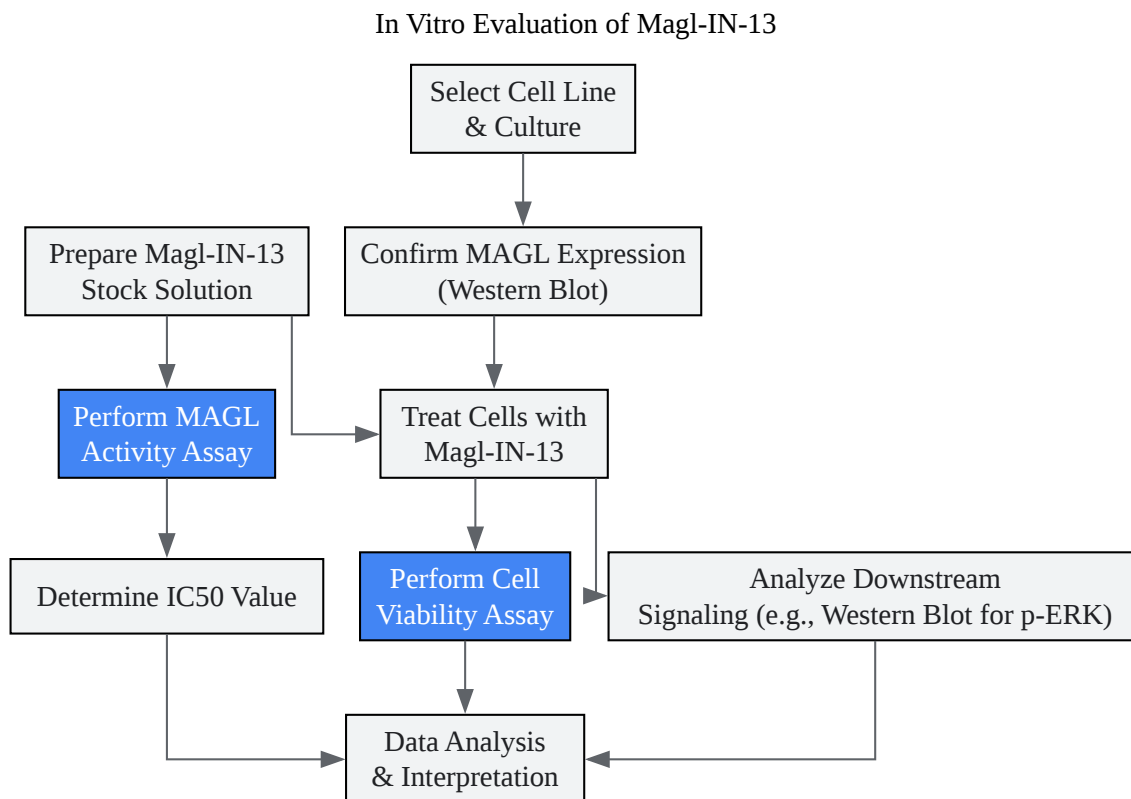 In Vitro Evaluation of Magl-IN-13
Select Cell Line
& Culture
Prepare Magl-IN-13
Stock Solution
Confirm MAGL Expression
(Western Blot)
Perform MAGL
Activity Assay
Treat Cells with
Magl-IN-13
Determine IC50 Value
Perform Cell
Viability Assay
Analyze Downstream
Signaling (e.g., Western Blot for p-ERK)
Data Analysis
& Interpretation